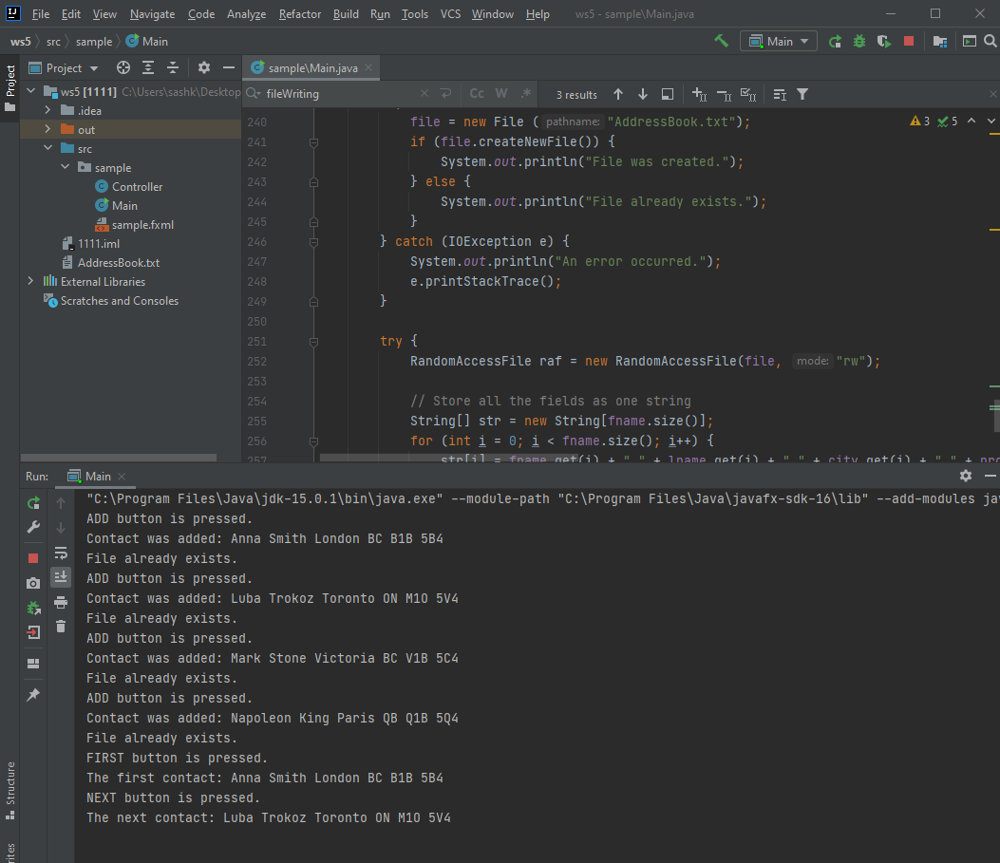 File Edit View Navigate Code Analyze Refactor Build Run Tools VCS Window Help ws5 - sample\Main.java
ws5 src sample Main Main
Project
Project
sample\Main.java
ws5 [1111] C:\Users\sashk\Desktop
.idea
out
src
sample
Controller
Main
sample.fxml
1111.iml
AddressBook.txt
External Libraries
Scratches and Consoles
fileWriting Cc W .* 3 results
3 5
240 file = new File ( pathname: "AddressBook.txt");
241 if (file.createNewFile()) {
242 System.out.println("File was created.");
243 } else {
244 System.out.println("File already exists.");
245 }
246 } catch (IOException e) {
247 System.out.println("An error occurred.");
248 e.printStackTrace();
249 }
250
251 try {
252 RandomAccessFile raf = new RandomAccessFile(file, mode: "rw");
253
254 // Store all the fields as one string
255 String[] str = new String[fname.size()];
256 for (int i = 0; i < fname.size(); i++) {
257 str[i] = fname.get(i) + " " + lname.get(i) + " " + city.get(i) + " " + pro
Run: Main
"C:\Program Files\Java\jdk-15.0.1\bin\java.exe" --module-path "C:\Program Files\Java\javafx-sdk-16\lib" --add-modules jav
ADD button is pressed.
Contact was added: Anna Smith London BC B1B 5B4
File already exists.
ADD button is pressed.
Contact was added: Luba Trokoz Toronto ON M1O 5V4
File already exists.
ADD button is pressed.
Contact was added: Mark Stone Victoria BC V1B 5C4
File already exists.
ADD button is pressed.
Contact was added: Napoleon King Paris QB Q1B 5Q4
File already exists.
FIRST button is pressed.
The first contact: Anna Smith London BC B1B 5B4
NEXT button is pressed.
The next contact: Luba Trokoz Toronto ON M1O 5V4
Structure
rites